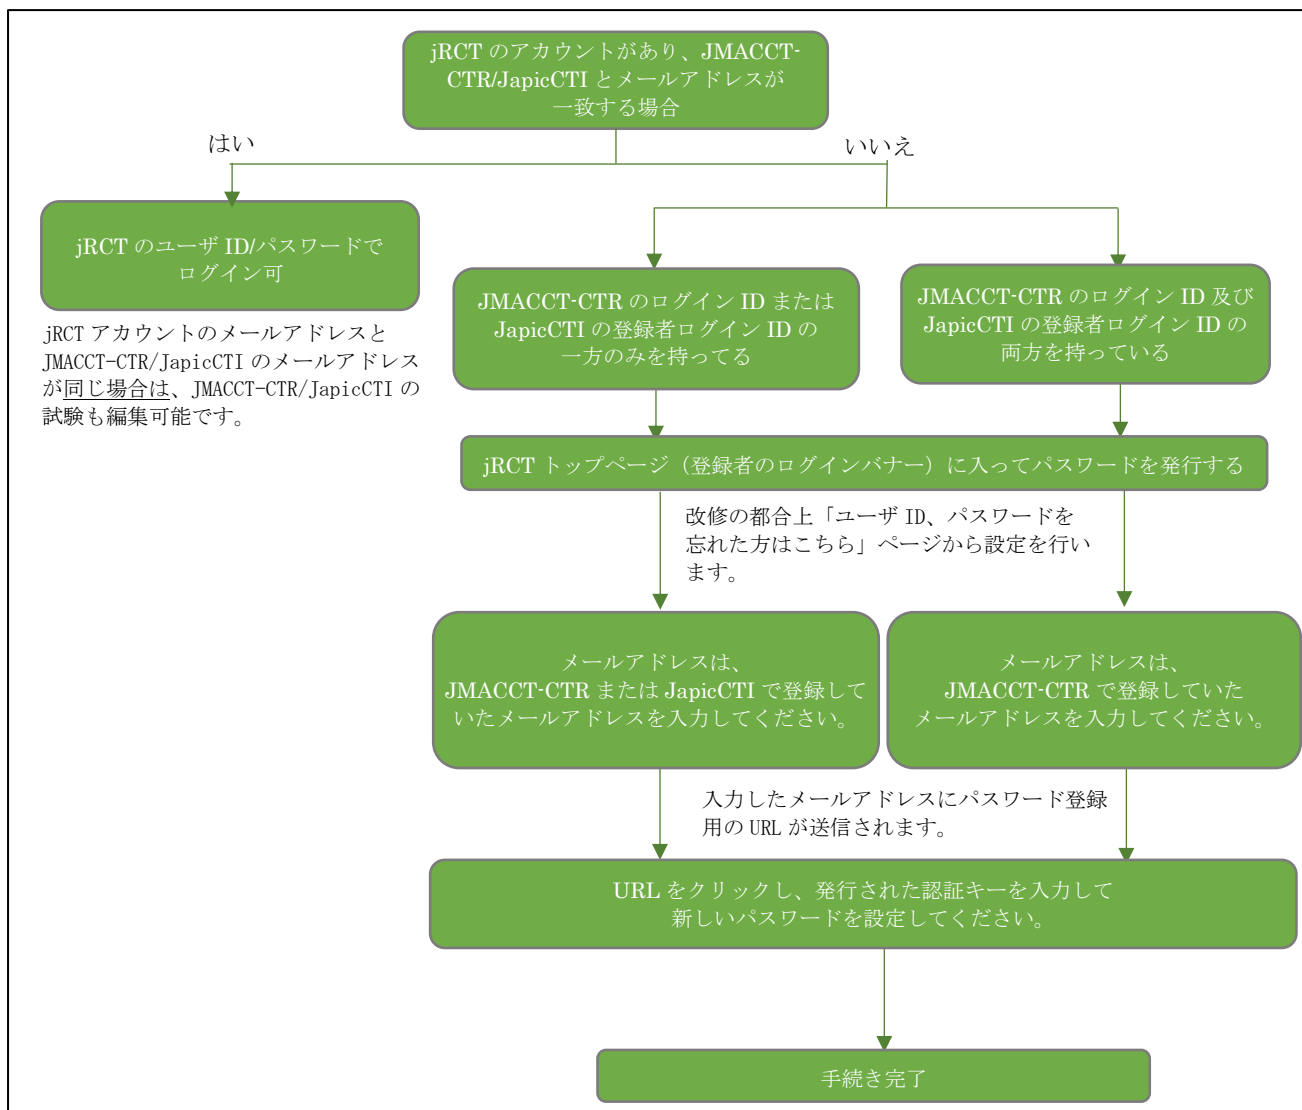 jRCT のアカウントがあり、JMACCT-
CTR/JapicCTI とメールアドレスが
一致する場合
はい
いいえ
jRCT のユーザ ID/パスワードで
ログイン可
jRCT アカウントのメールアドレスと
JMACCT-CTR/JapicCTI のメールアドレス
が同じ場合は、JMACCT-CTR/JapicCTI の
試験も編集可能です。
JMACCT-CTR のログイン ID または
JapicCTI の登録者ログイン ID の
一方のみを持ってる
JMACCT-CTR のログイン ID 及び
JapicCTI の登録者ログイン ID の
両方を持っている
jRCT トップページ（登録者のログインバナー）に入ってパスワードを発行する
改修の都合上「ユーザ ID、パスワードを
忘れた方はこちら」ページから設定を行い
ます。
メールアドレスは、
JMACCT-CTR または JapicCTI で登録して
いたメールアドレスを入力してください。
メールアドレスは、
JMACCT-CTR で登録していた
メールアドレスを入力してください。
入力したメールアドレスにパスワード登録
用の URL が送信されます。
URL をクリックし、発行された認証キーを入力して
新しいパスワードを設定してください。
手続き完了